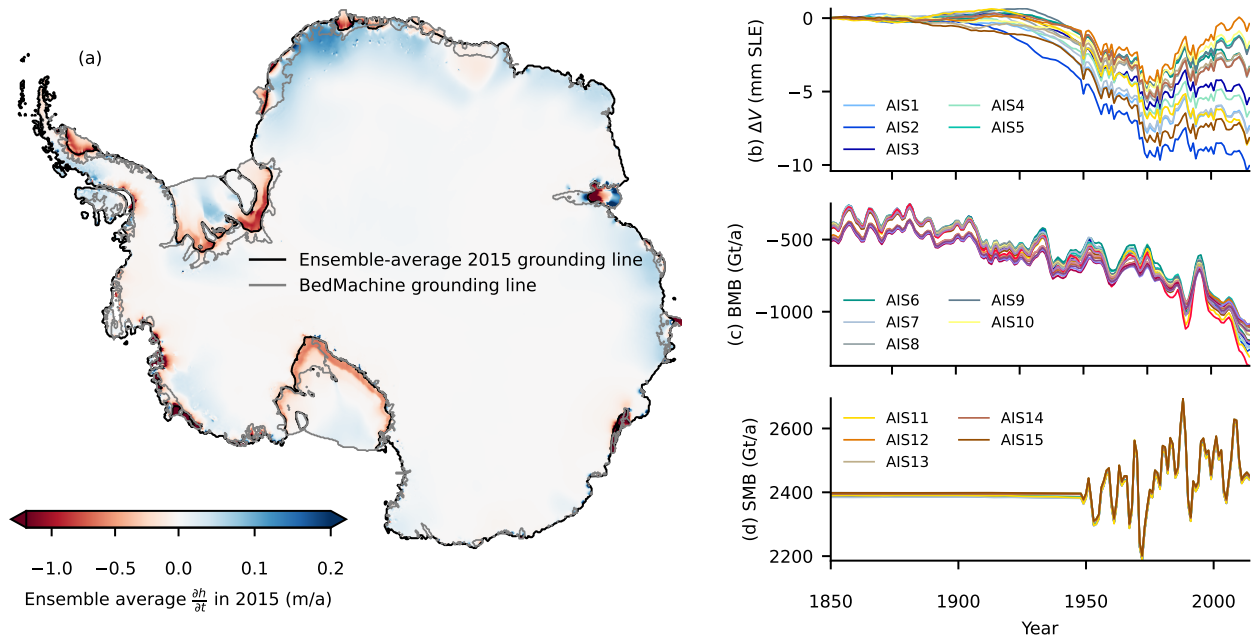 (a)
Ensemble-average 2015 grounding line
BedMachine grounding line
−1.0 −0.5 0.0 0.1 0.2
Ensemble average ∂h/∂t in 2015 (m/a)
0
−5
−10
(b) ΔV (mm SLE)
AIS1 AIS4
AIS2 AIS5
AIS3
−500
−1000
(c) BMB (Gt/a)
AIS6 AIS9
AIS7 AIS10
AIS8
2600
2400
2200
(d) SMB (Gt/a)
AIS11 AIS14
AIS12 AIS15
AIS13
1850 1900 1950 2000
Year